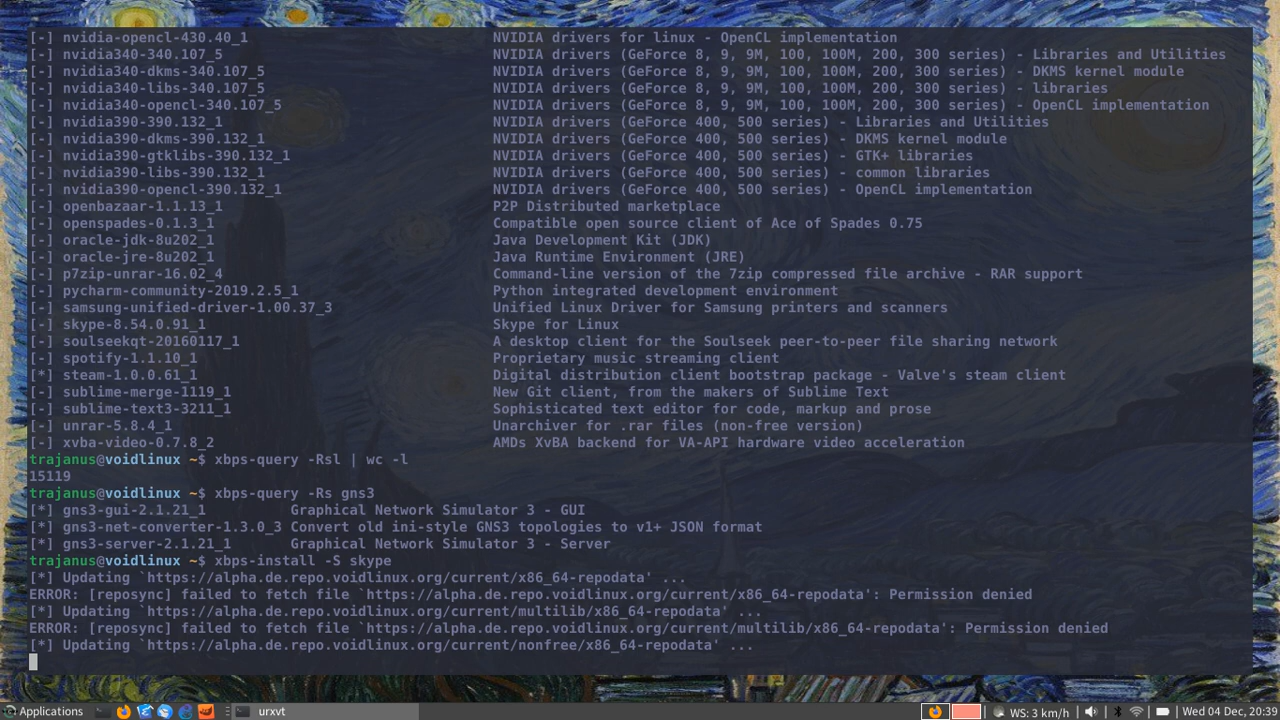 [-] nvidia-opencl-430.40_1 NVIDIA drivers for linux - OpenCL implementation
[-] nvidia340-340.107_5 NVIDIA drivers (GeForce 8, 9, 9M, 100, 100M, 200, 300 series) - Libraries and Utilities
[-] nvidia340-dkms-340.107_5 NVIDIA drivers (GeForce 8, 9, 9M, 100, 100M, 200, 300 series) - DKMS kernel module
[-] nvidia340-libs-340.107_5 NVIDIA drivers (GeForce 8, 9, 9M, 100, 100M, 200, 300 series) - libraries
[-] nvidia340-opencl-340.107_5 NVIDIA drivers (GeForce 8, 9, 9M, 100, 100M, 200, 300 series) - OpenCL implementation
[-] nvidia390-390.132_1 NVIDIA drivers (GeForce 400, 500 series) - Libraries and Utilities
[-] nvidia390-dkms-390.132_1 NVIDIA drivers (GeForce 400, 500 series) - DKMS kernel module
[-] nvidia390-gtklibs-390.132_1 NVIDIA drivers (GeForce 400, 500 series) - GTK+ libraries
[-] nvidia390-libs-390.132_1 NVIDIA drivers (GeForce 400, 500 series) - common libraries
[-] nvidia390-opencl-390.132_1 NVIDIA drivers (GeForce 400, 500 series) - OpenCL implementation
[-] openbazaar-1.1.13_1 P2P Distributed marketplace
[-] openspades-0.1.3_1 Compatible open source client of Ace of Spades 0.75
[-] oracle-jdk-8u202_1 Java Development Kit (JDK)
[-] oracle-jre-8u202_1 Java Runtime Environment (JRE)
[-] p7zip-unrar-16.02_4 Command-line version of the 7zip compressed file archive - RAR support
[-] pycharm-community-2019.2.5_1 Python integrated development environment
[-] samsung-unified-driver-1.00.37_3 Unified Linux Driver for Samsung printers and scanners
[-] skype-8.54.0.91_1 Skype for Linux
[-] soulseekqt-20160117_1 A desktop client for the Soulseek peer-to-peer file sharing network
[-] spotify-1.1.10_1 Proprietary music streaming client
[*] steam-1.0.0.61_1 Digital distribution client bootstrap package - Valve's steam client
[-] sublime-merge-1119_1 New Git client, from the makers of Sublime Text
[-] sublime-text3-3211_1 Sophisticated text editor for code, markup and prose
[-] unrar-5.8.4_1 Unarchiver for .rar files (non-free version)
[-] xvba-video-0.7.8_2 AMDs XvBA backend for VA-API hardware video acceleration
trajanus@voidlinux ~$ xbps-query -Rsl | wc -l
15119
trajanus@voidlinux ~$ xbps-query -Rs gns3
[*] gns3-gui-2.1.21_1 Graphical Network Simulator 3 - GUI
[*] gns3-net-converter-1.3.0_3 Convert old ini-style GNS3 topologies to v1+ JSON format
[*] gns3-server-2.1.21_1 Graphical Network Simulator 3 - Server
trajanus@voidlinux ~$ xbps-install -S skype
[*] Updating `https://alpha.de.repo.voidlinux.org/current/x86_64-repodata' ...
ERROR: [reposync] failed to fetch file `https://alpha.de.repo.voidlinux.org/current/x86_64-repodata': Permission denied
[*] Updating `https://alpha.de.repo.voidlinux.org/current/multilib/x86_64-repodata' ...
ERROR: [reposync] failed to fetch file `https://alpha.de.repo.voidlinux.org/current/multilib/x86_64-repodata': Permission denied
[*] Updating `https://alpha.de.repo.voidlinux.org/current/nonfree/x86_64-repodata' ...
Applications urxvt WS: 3 km/h Wed 04 Dec, 20:39